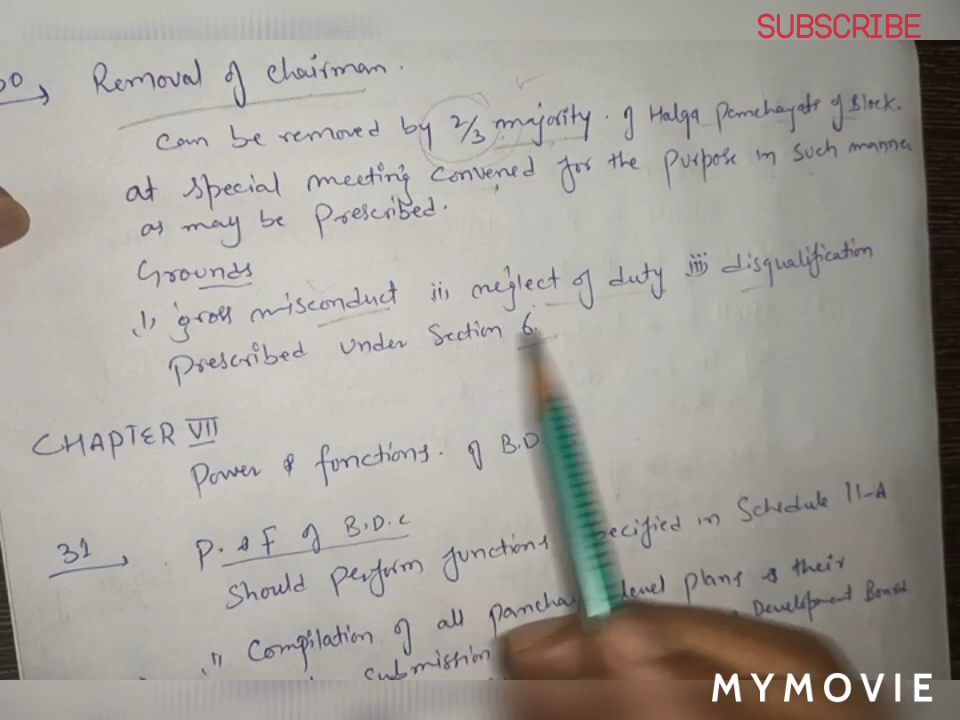 SUBSCRIBE
Removal of Chairman.
can be removed by 2/3 majority. of Halqa Panchayats of Block.
at special meeting convened for the purpose in such manner
as may be Prescribed.
Grounds
i) gross misconduct ii) neglect of duty iii) disqualification
Prescribed under Section 6.
CHAPTER VII
Power & functions. of B.D
31 P. & F of B.D.C
should perform functions specified in Schedule II-A
Compilation of all level plans & their
submission Development Board
MYMOVIE